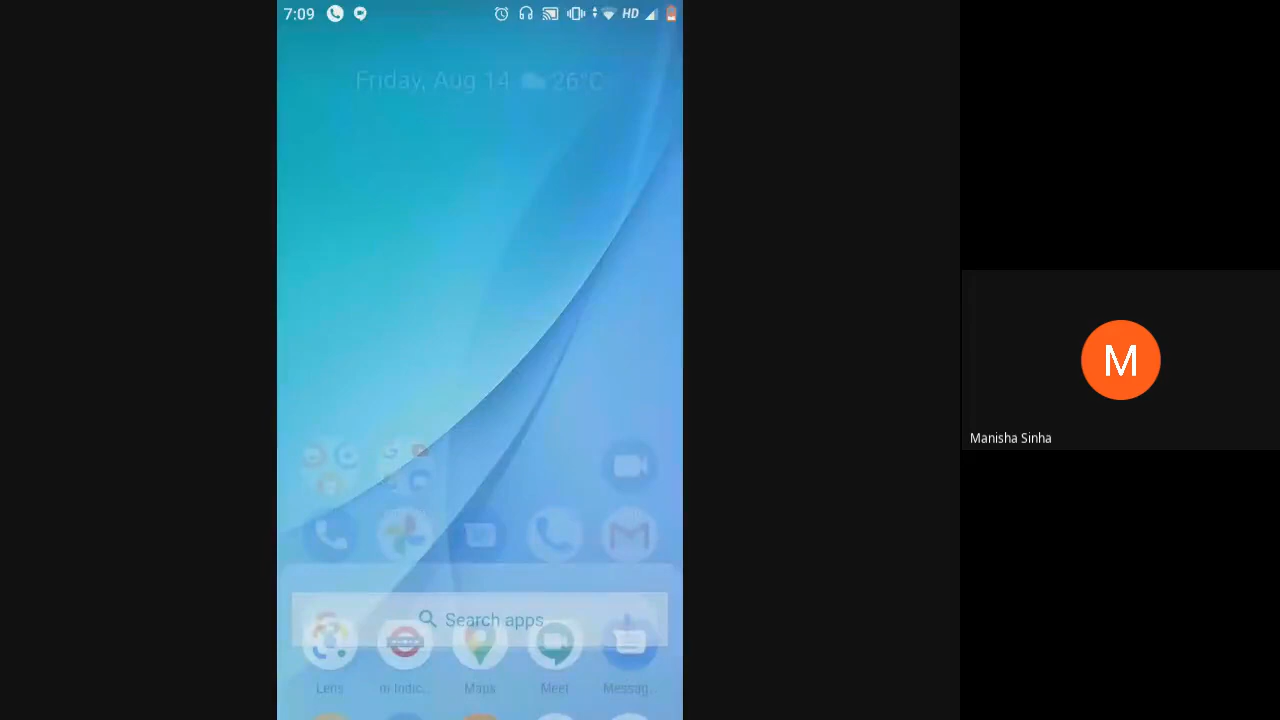 7:09 HD
Friday, Aug 14 26°C
Search apps
Lens m Indic... Maps Meet Messag...
M
Manisha Sinha